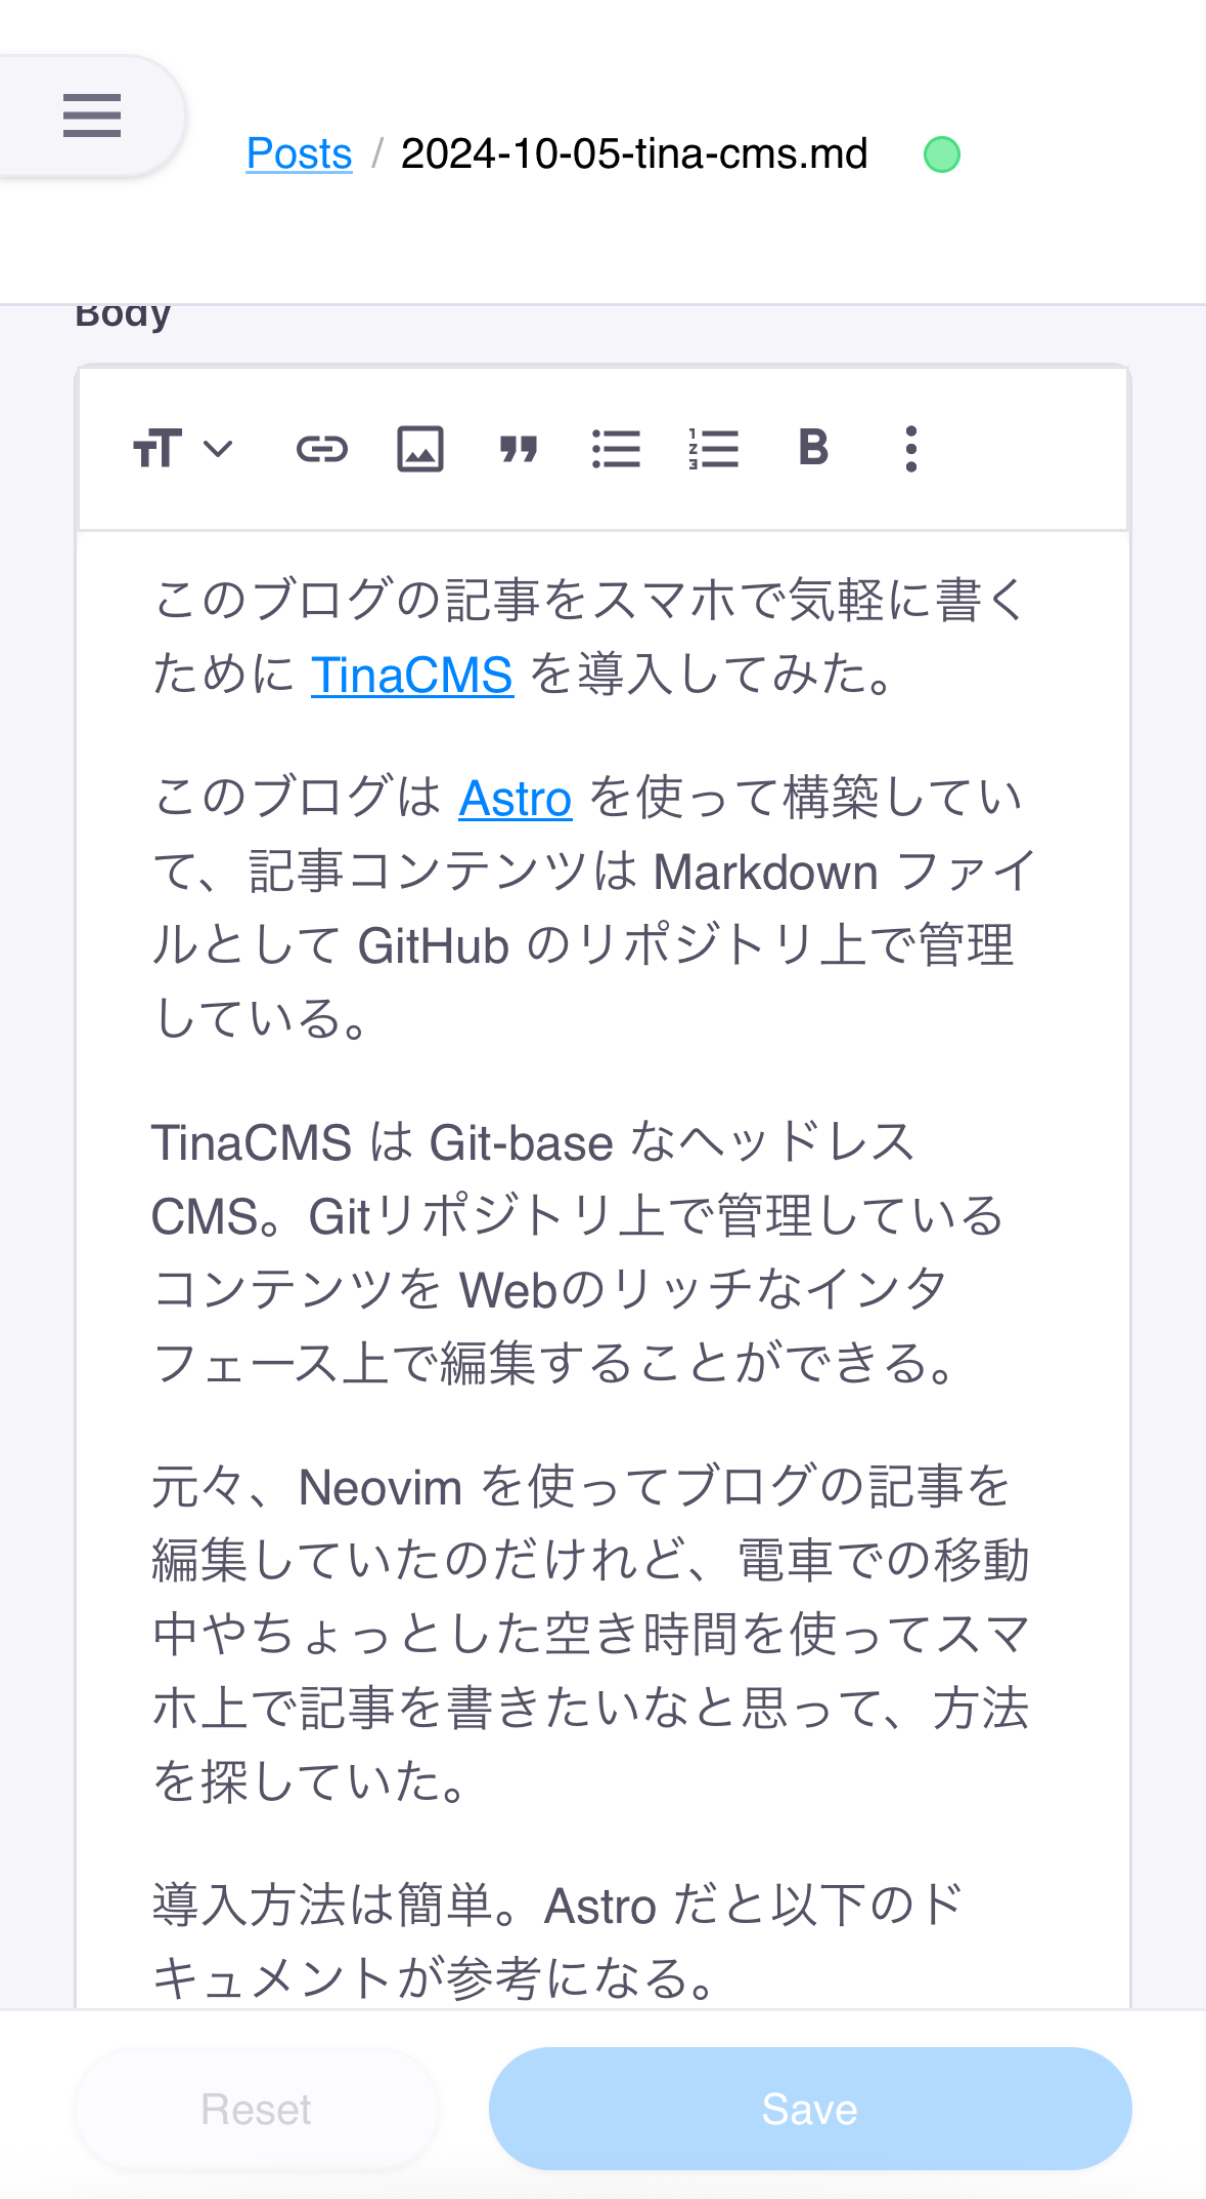 Posts / 2024-10-05-tina-cms.md
Body
B
このブログの記事をスマホで気軽に書く
ために TinaCMS を導入してみた。
このブログは Astro を使って構築してい
て、記事コンテンツは Markdown ファイ
ルとして GitHub のリポジトリ上で管理
している。
TinaCMS は Git-base なヘッドレス
CMS。Gitリポジトリ上で管理している
コンテンツを Webのリッチなインタ
フェース上で編集することができる。
元々、Neovim を使ってブログの記事を
編集していたのだけれど、電車での移動
中やちょっとした空き時間を使ってスマ
ホ上で記事を書きたいなと思って、方法
を探していた。
導入方法は簡単。Astro だと以下のド
キュメントが参考になる。
Reset
Save